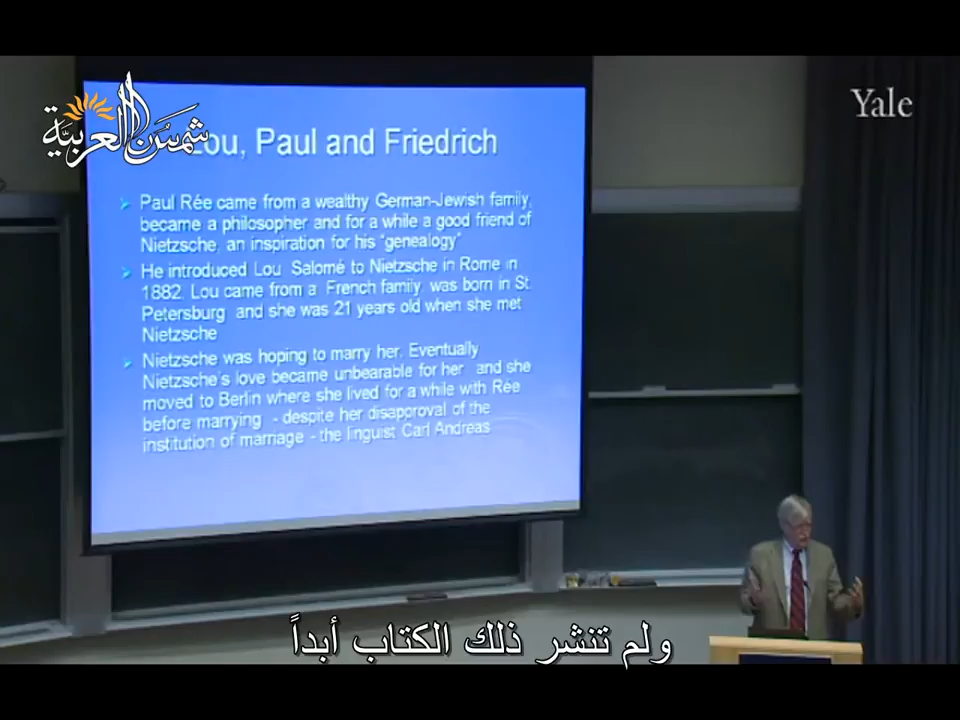 Yale
شمس العربية
Lou, Paul and Friedrich
Paul Rée came from a wealthy German-Jewish family,
became a philosopher and for a while a good friend of
Nietzsche, an inspiration for his "genealogy"
He introduced Lou Salomé to Nietzsche in Rome in
1882. Lou came from a French family, was born in St.
Petersburg and she was 21 years old when she met
Nietzsche
Nietzsche was hoping to marry her. Eventually
Nietzsche's love became unbearable for her and she
moved to Berlin where she lived for a while with Rée
before marrying - despite her disapproval of the
institution of marriage - the linguist Carl Andreas
ولم تنشر ذلك الكتاب أبداً